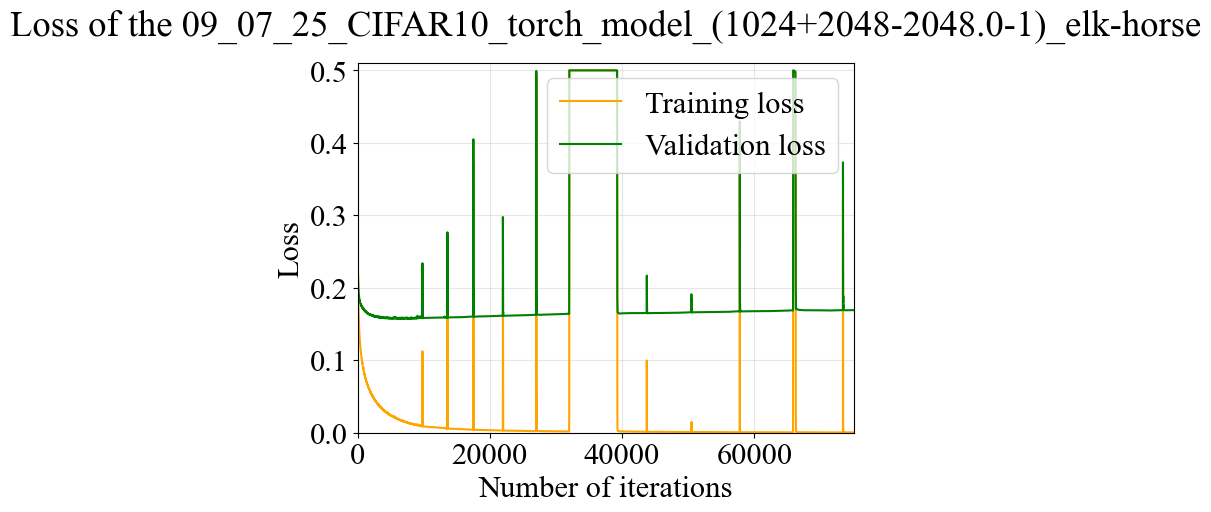 Loss of the 09_07_25_CIFAR10_torch_model_(1024+2048-2048.0-1)_elk-horse
0.5
0.4
0.3
0.2
0.1
0.0
Loss
Training loss
Validation loss
0 20000 40000 60000
Number of iterations